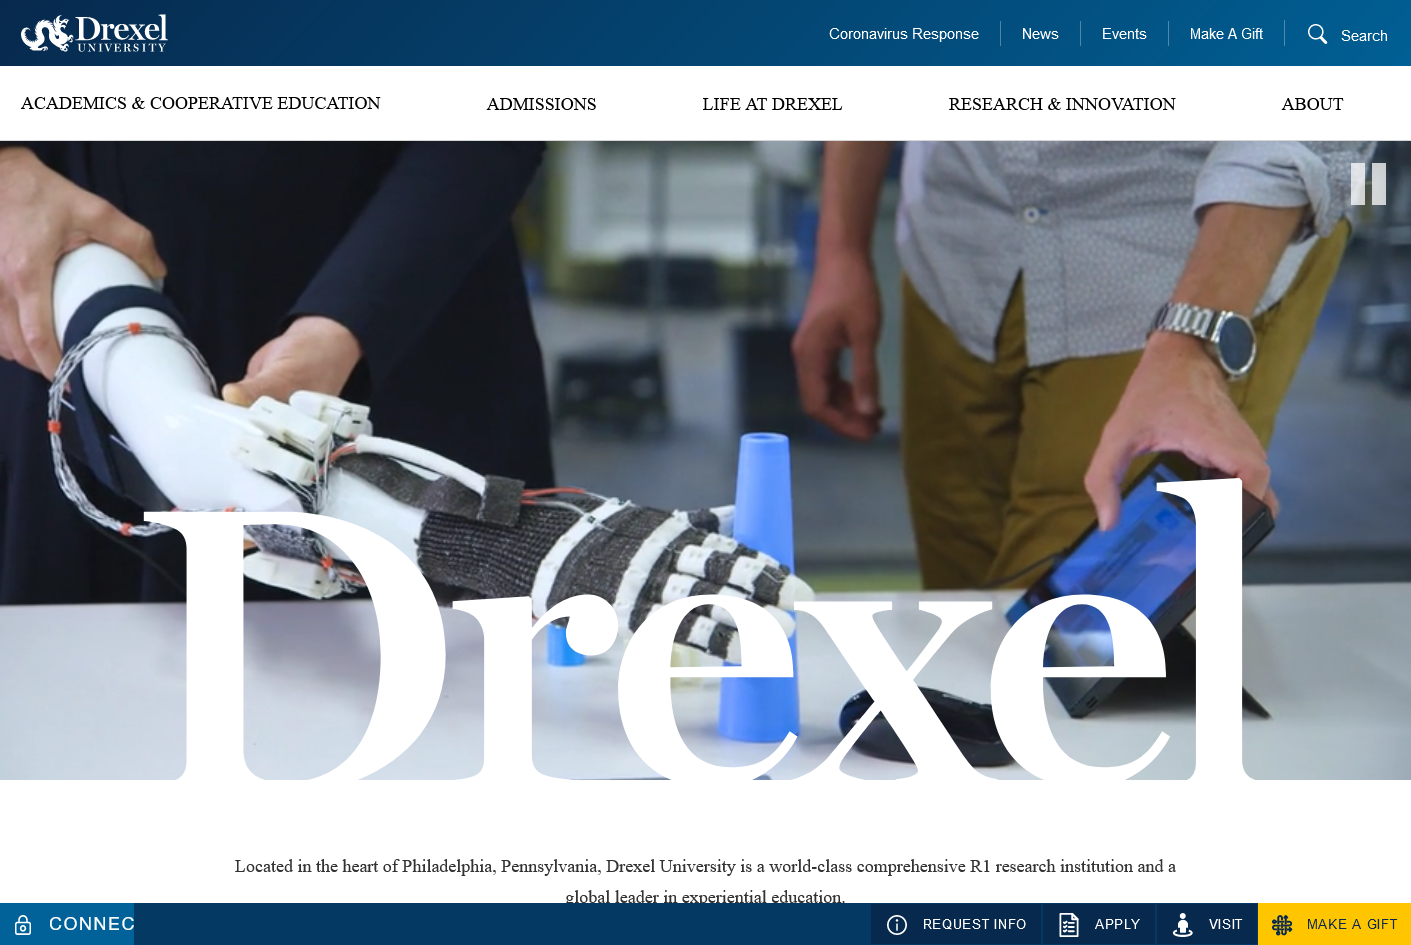 Drexel
UNIVERSITY
Coronavirus Response
News
Events
Make A Gift
Search
ACADEMICS & COOPERATIVE EDUCATION
ADMISSIONS
LIFE AT DREXEL
RESEARCH & INNOVATION
ABOUT
Drexel
Located in the heart of Philadelphia, Pennsylvania, Drexel University is a world-class comprehensive R1 research institution and a
global leader in experiential education.
CONNEC
REQUEST INFO
APPLY
VISIT
MAKE A GIFT